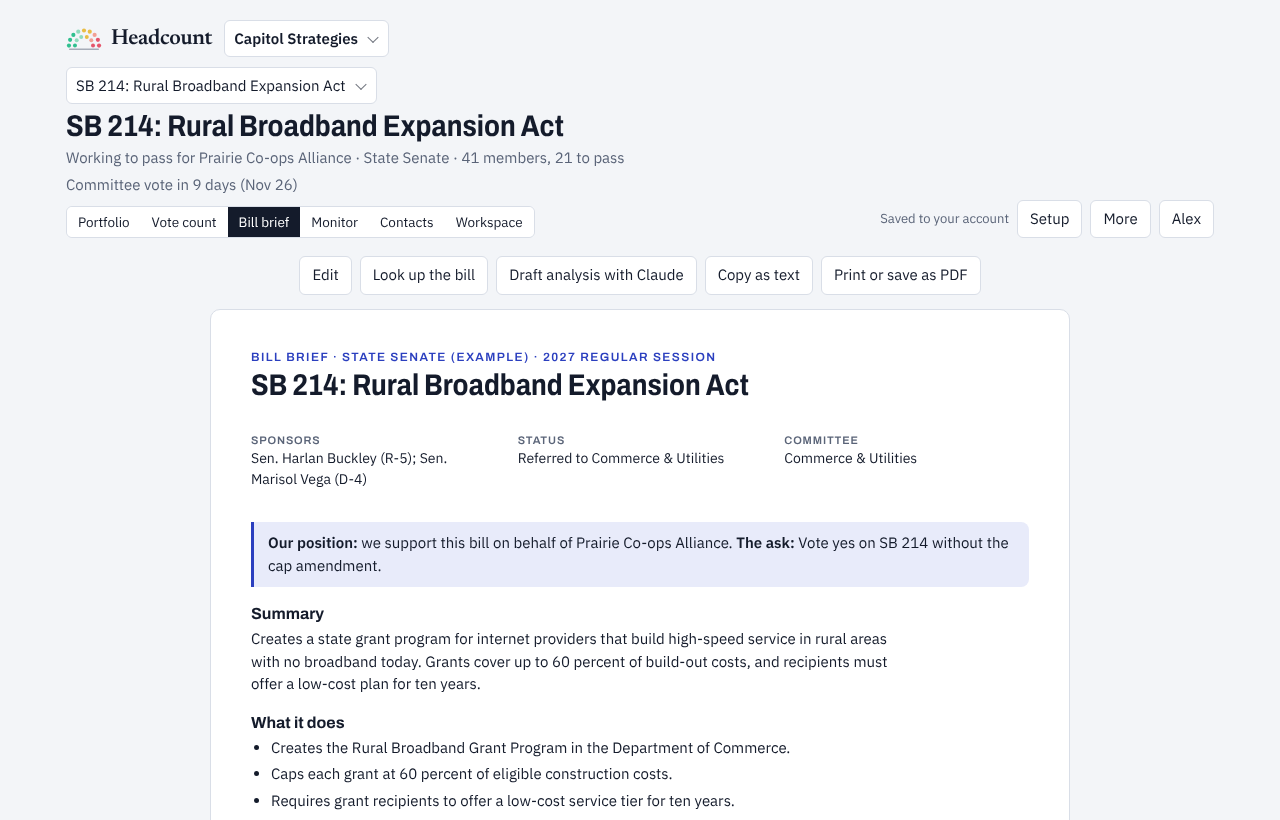 Headcount
Capitol Strategies
SB 214: Rural Broadband Expansion Act
SB 214: Rural Broadband Expansion Act
Working to pass for Prairie Co-ops Alliance · State Senate · 41 members, 21 to pass
Committee vote in 9 days (Nov 26)
Portfolio Vote count Bill brief Monitor Contacts Workspace
Saved to your account Setup More Alex
Edit Look up the bill Draft analysis with Claude Copy as text Print or save as PDF
BILL BRIEF · STATE SENATE (EXAMPLE) · 2027 REGULAR SESSION
SB 214: Rural Broadband Expansion Act
SPONSORS
Sen. Harlan Buckley (R-5); Sen.
Marisol Vega (D-4)
STATUS
Referred to Commerce & Utilities
COMMITTEE
Commerce & Utilities
Our position: we support this bill on behalf of Prairie Co-ops Alliance. The ask: Vote yes on SB 214 without the
cap amendment.
Summary
Creates a state grant program for internet providers that build high-speed service in rural areas
with no broadband today. Grants cover up to 60 percent of build-out costs, and recipients must
offer a low-cost plan for ten years.
What it does
• Creates the Rural Broadband Grant Program in the Department of Commerce.
• Caps each grant at 60 percent of eligible construction costs.
• Requires grant recipients to offer a low-cost service tier for ten years.